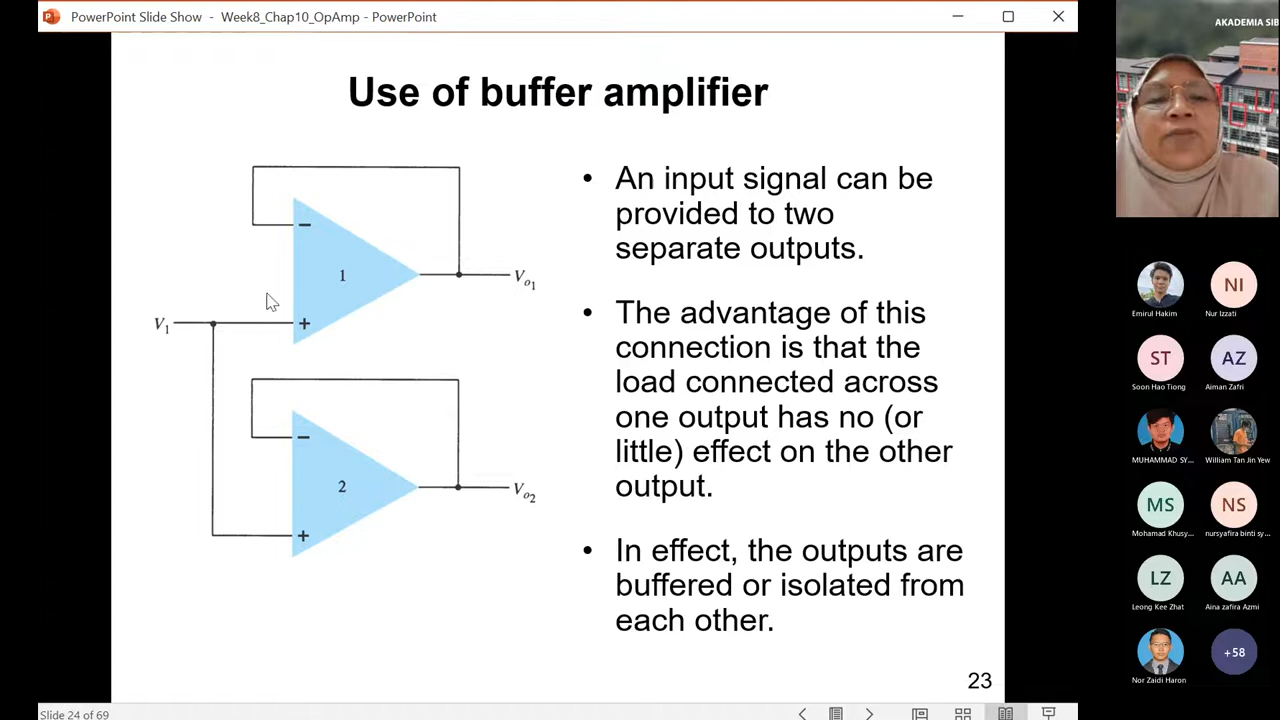 PowerPoint Slide Show - Week8_Chap10_OpAmp - PowerPoint
AKADEMIA SIB
Use of buffer amplifier
−
1
+
V1
Vo1
−
2
+
Vo2
• An input signal can be
provided to two
separate outputs.
• The advantage of this
connection is that the
load connected across
one output has no (or
little) effect on the other
output.
• In effect, the outputs are
buffered or isolated from
each other.
23
Slide 24 of 69
Emirul Hakim
NI
Nur Izzati
ST
Soon Hao Tiong
AZ
Aiman Zafri
MUHAMMAD SY...
William Tan Jin Yew
MS
Mohamad Khusy...
NS
nursyafira binti sy...
LZ
Leong Kee Zhat
AA
Aina zafira Azmi
Nor Zaidi Haron
+58